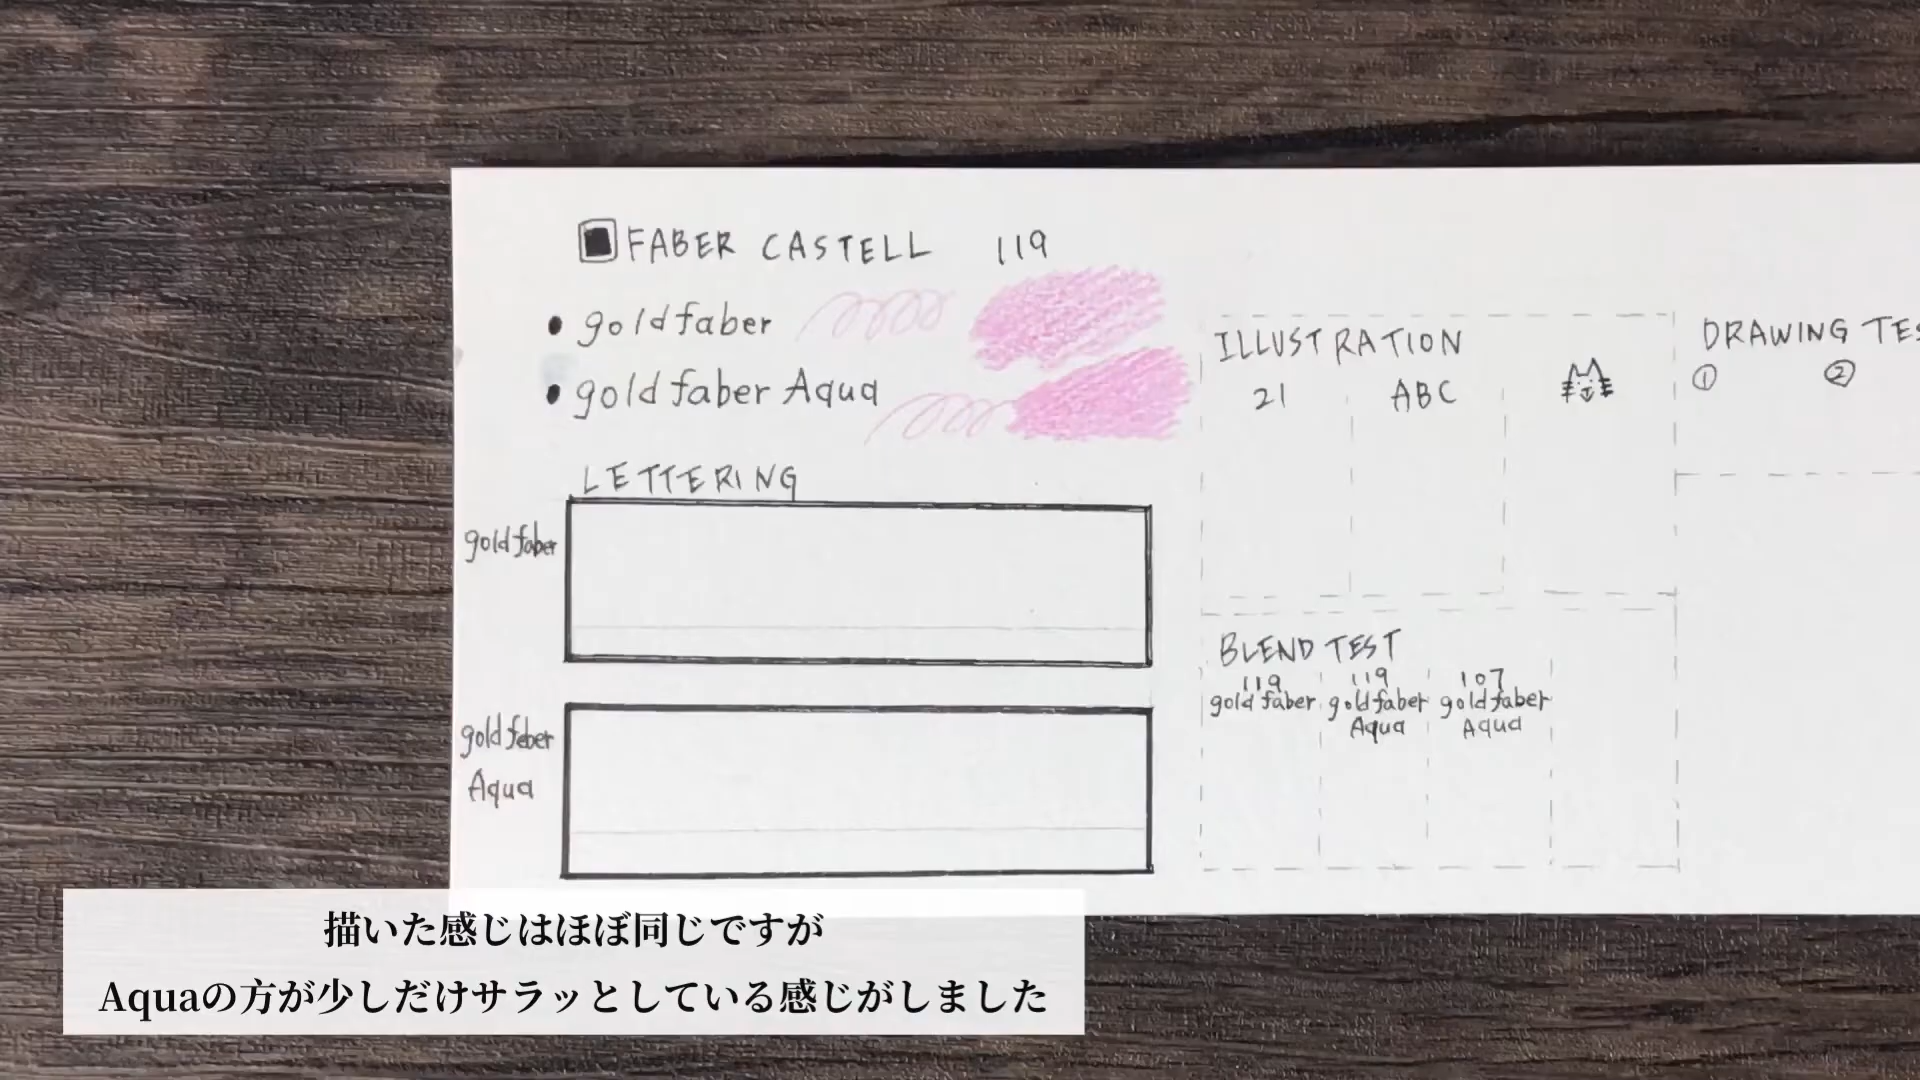 FABER CASTELL 119
• goldfaber
• goldfaber Aqua
LETTERING
goldfaber
goldfeber
Aqua
ILLUSTRATION
21 ABC
BLEND TEST
119 119 107
goldfaber goldfaber goldfaber
Aqua Aqua
DRAWING TES
① ②
描いた感じはほぼ同じですが
Aquaの方が少しだけサラッとしている感じがしました